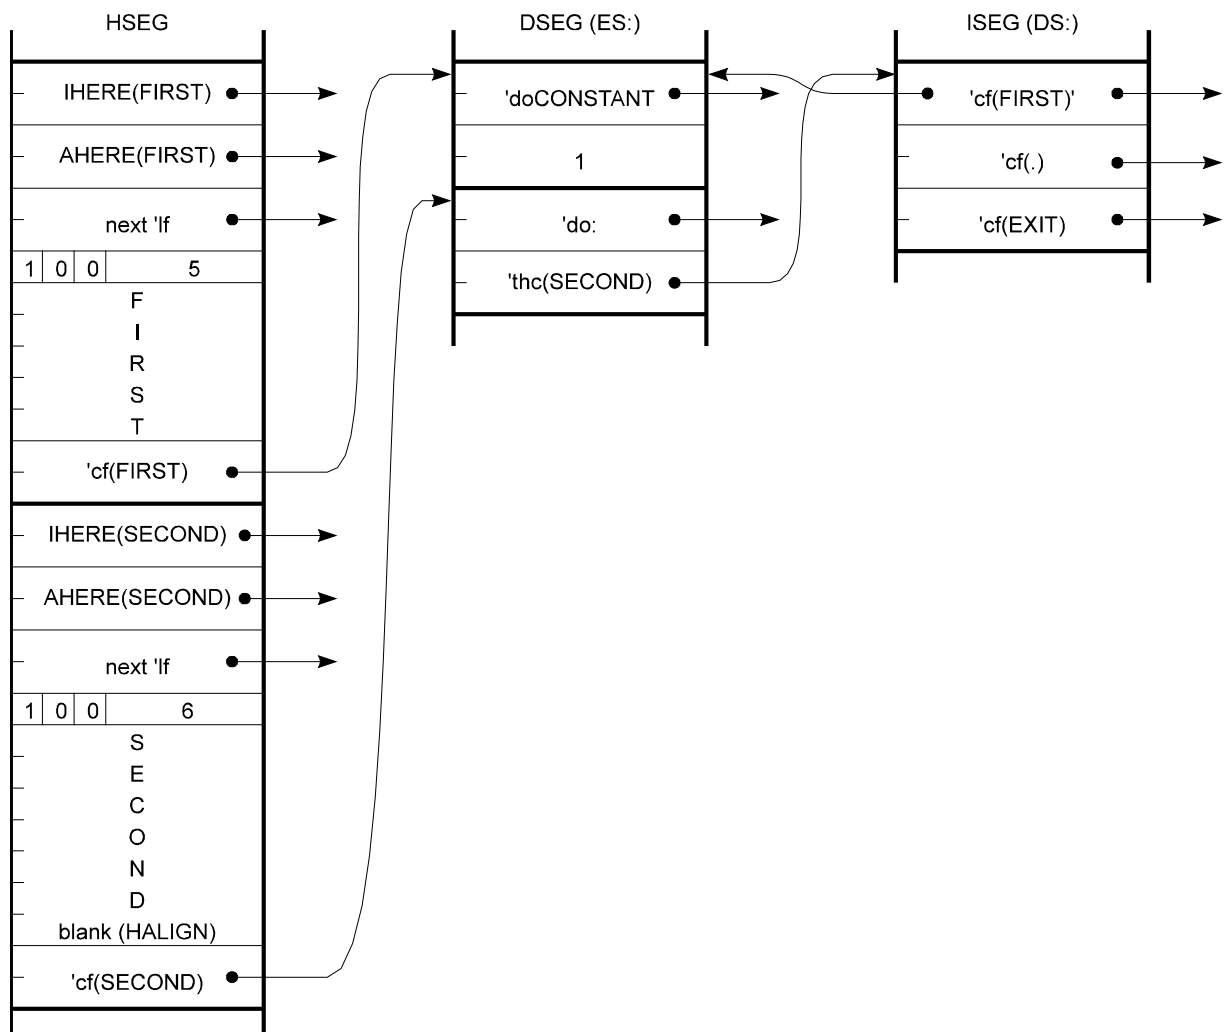 HSEG
IHERE(FIRST)
AHERE(FIRST)
next 'lf
1 0 0 5
F
I
R
S
T
'cf(FIRST)
IHERE(SECOND)
AHERE(SECOND)
next 'lf
1 0 0 6
S
E
C
O
N
D
blank (HALIGN)
'cf(SECOND)
DSEG (ES:)
'doCONSTANT
1
'do:
'thc(SECOND)
ISEG (DS:)
'cf(FIRST)'
'cf(.)
'cf(EXIT)